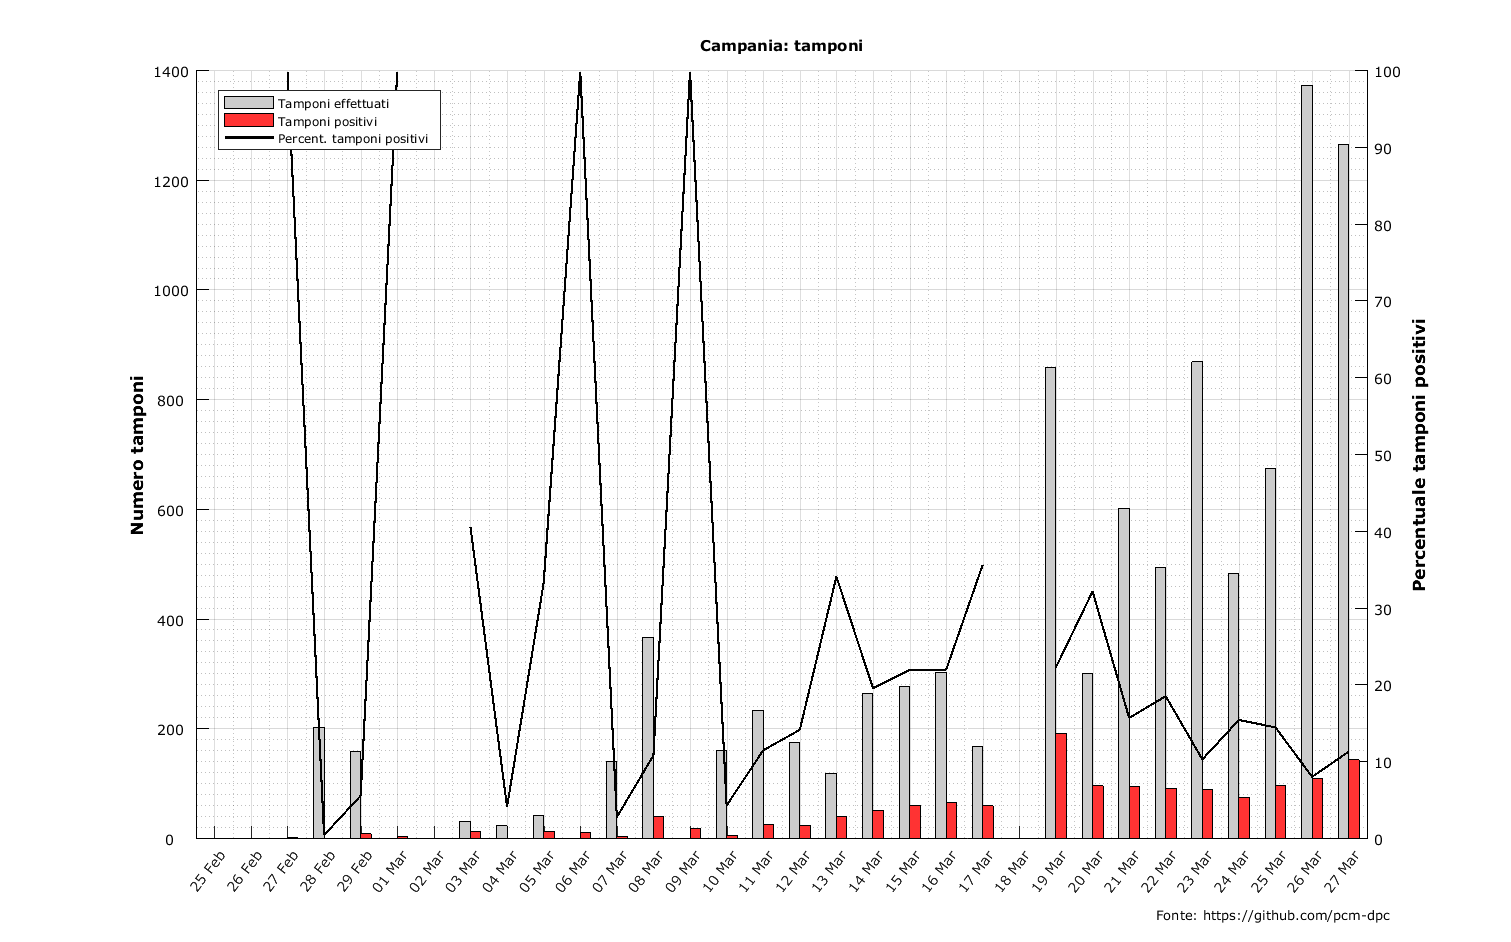 Campania: tamponi
Tamponi effettuati
Tamponi positivi
Percent. tamponi positivi
Numero tamponi
1400
1200
1000
800
600
400
200
0
100
90
80
70
60
50
40
30
20
10
0
Percentuale tamponi positivi
25 Feb
26 Feb
27 Feb
28 Feb
29 Feb
01 Mar
02 Mar
03 Mar
04 Mar
05 Mar
06 Mar
07 Mar
08 Mar
09 Mar
10 Mar
11 Mar
12 Mar
13 Mar
14 Mar
15 Mar
16 Mar
17 Mar
18 Mar
19 Mar
20 Mar
21 Mar
22 Mar
23 Mar
24 Mar
25 Mar
26 Mar
27 Mar
Fonte: https://github.com/pcm-dpc